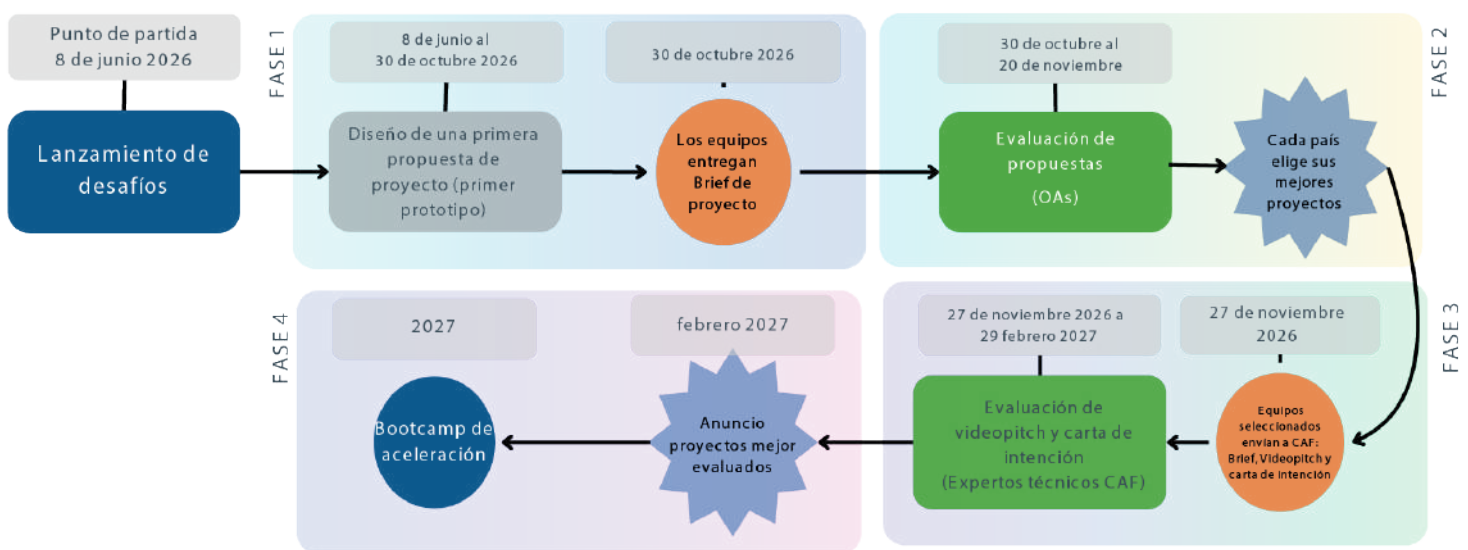 Punto de partida
8 de junio 2026
Lanzamiento de
desafíos
FASE 1
8 de junio al
30 de octubre 2026
Diseño de una primera
propuesta de
proyecto (primer
prototipo)
30 de octubre 2026
Los equipos
entregan
Brief de
proyecto
FASE 2
30 de octubre al
20 de noviembre
Evaluación de
propuestas
(OAs)
Cada país
elige sus
mejores
proyectos
FASE 3
27 de noviembre
2026
Equipos
seleccionados
envían a CAF:
Brief, Videopitch y
carta de intención
27 de noviembre 2026 a
29 febrero 2027
Evaluación de
videopitch y carta de
intención
(Expertos técnicos CAF)
FASE 4
febrero 2027
Anuncio
proyectos mejor
evaluados
2027
Bootcamp de
aceleración